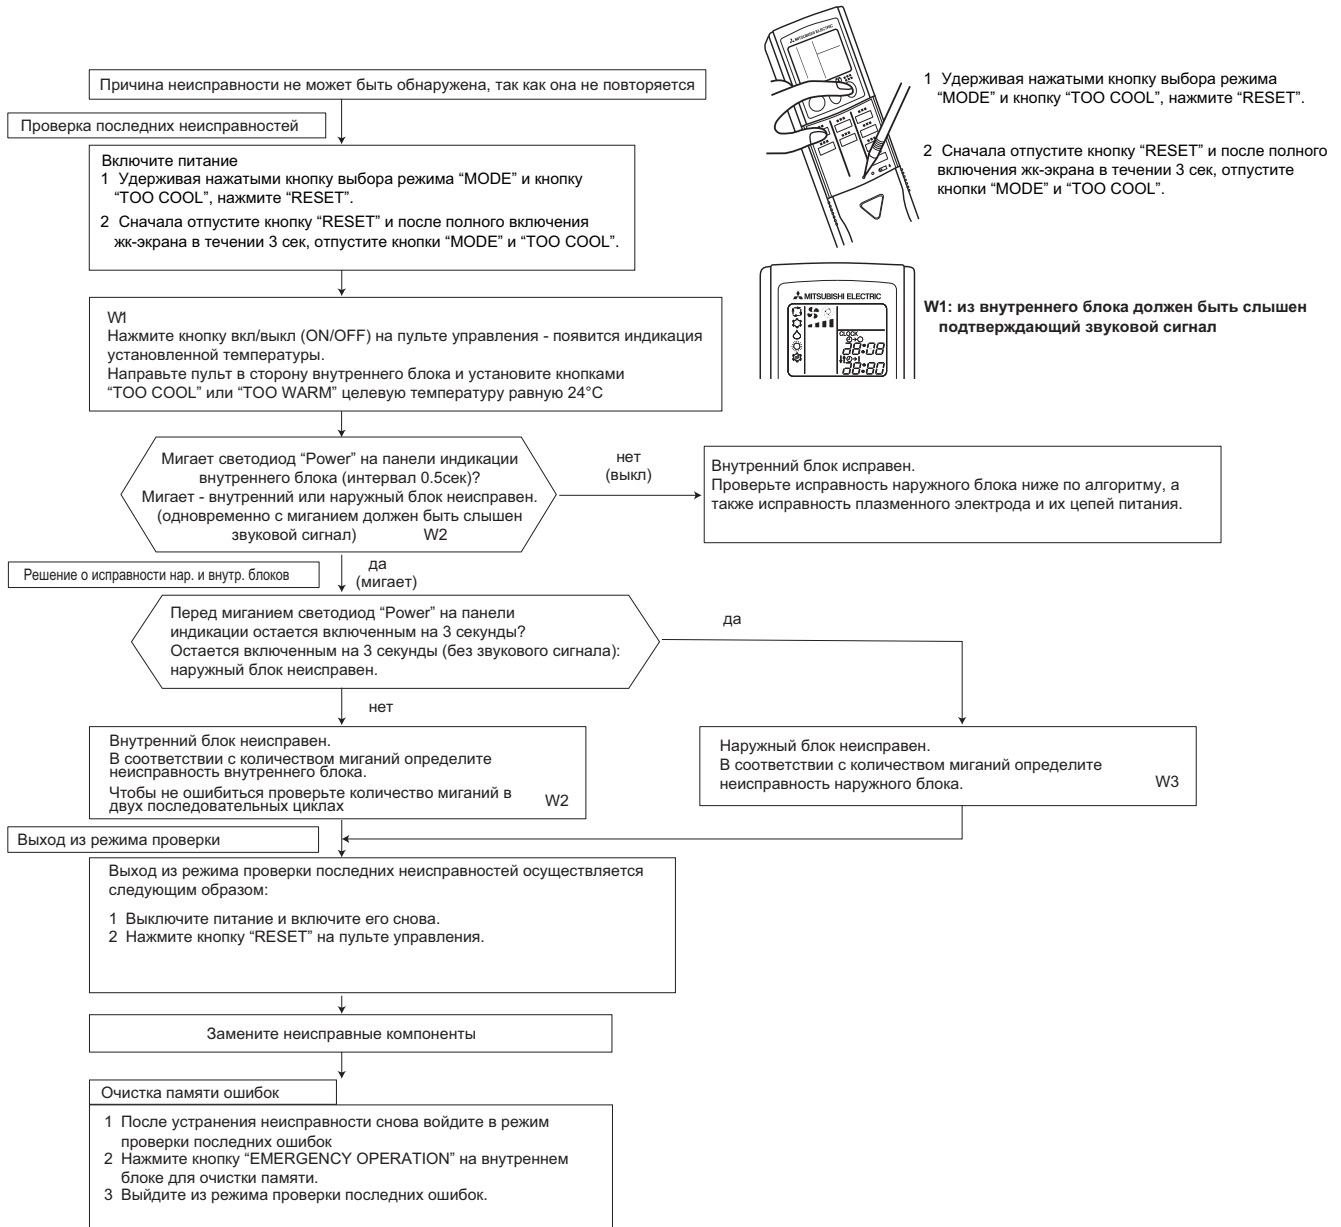 Причина неисправности не может быть обнаружена, так как она не повторяется
Проверка последних неисправностей
Включите питание
1 Удерживая нажатыми кнопку выбора режима “MODE” и кнопку
“TOO COOL”, нажмите “RESET”.
2 Сначала отпустите кнопку “RESET” и после полного включения
жк-экрана в течении 3 сек, отпустите кнопки “MODE” и “TOO COOL”.
MITSUBISHI ELECTRIC
1 Удерживая нажатыми кнопку выбора режима
“MODE” и кнопку “TOO COOL”, нажмите “RESET”.
2 Сначала отпустите кнопку “RESET” и после полного
включения жк-экрана в течении 3 сек, отпустите
кнопки “MODE” и “TOO COOL”.
MITSUBISHI ELECTRIC
CLOCK
W1: из внутреннего блока должен быть слышен
подтверждающий звуковой сигнал
W1
Нажмите кнопку вкл/выкл (ON/OFF) на пульте управления - появится индикация
установленной температуры.
Направьте пульт в сторону внутреннего блока и установите кнопками
“TOO COOL” или “TOO WARM” целевую температуру равную 24°C
Мигает светодиод “Power” на панели индикации
внутреннего блока (интервал 0.5сек)?
Мигает - внутренний или наружный блок неисправен.
(одновременно с миганием должен быть слышен
звуковой сигнал) W2
нет
(выкл)
Внутренний блок исправен.
Проверьте исправность наружного блока ниже по алгоритму, а
также исправность плазменного электрода и их цепей питания.
Решение о исправности нар. и внутр. блоков
да
(мигает)
Перед миганием светодиод “Power” на панели
индикации остается включенным на 3 секунды?
Остается включенным на 3 секунды (без звукового сигнала):
наружный блок неисправен.
да
нет
Внутренний блок неисправен.
В соответствии с количеством миганий определите
неисправность внутреннего блока.
Чтобы не ошибиться проверьте количество миганий в
двух последовательных циклах W2
Наружный блок неисправен.
В соответствии с количеством миганий определите
неисправность наружного блока. W3
Выход из режима проверки
Выход из режима проверки последних неисправностей осуществляется
следующим образом:
1 Выключите питание и включите его снова.
2 Нажмите кнопку “RESET” на пульте управления.
Замените неисправные компоненты
Очистка памяти ошибок
1 После устранения неисправности снова войдите в режим
проверки последних ошибок
2 Нажмите кнопку “EMERGENCY OPERATION” на внутреннем
блоке для очистки памяти.
3 Выйдите из режима проверки последних ошибок.